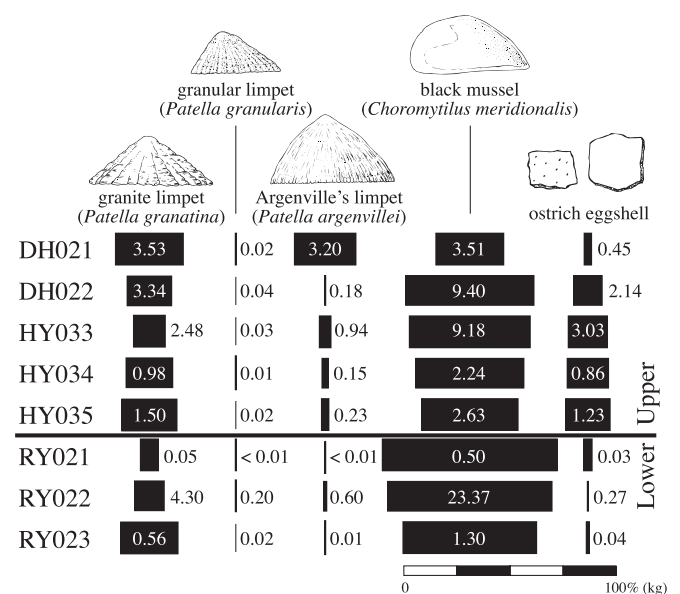 granular limpet
(Patella granularis)
black mussel
(Choromytilus meridionalis)
granite limpet
(Patella granatina)
Argenville's limpet
(Patella argenvillei)
ostrich eggshell
DH021 3.53 0.02 3.20 3.51 0.45
DH022 3.34 0.04 0.18 9.40 2.14
HY033 2.48 0.03 0.94 9.18 3.03
HY034 0.98 0.01 0.15 2.24 0.86
HY035 1.50 0.02 0.23 2.63 1.23
Upper
RY021 0.05 < 0.01 < 0.01 0.50 0.03
RY022 4.30 0.20 0.60 23.37 0.27
RY023 0.56 0.02 0.01 1.30 0.04
Lower
0 100% (kg)